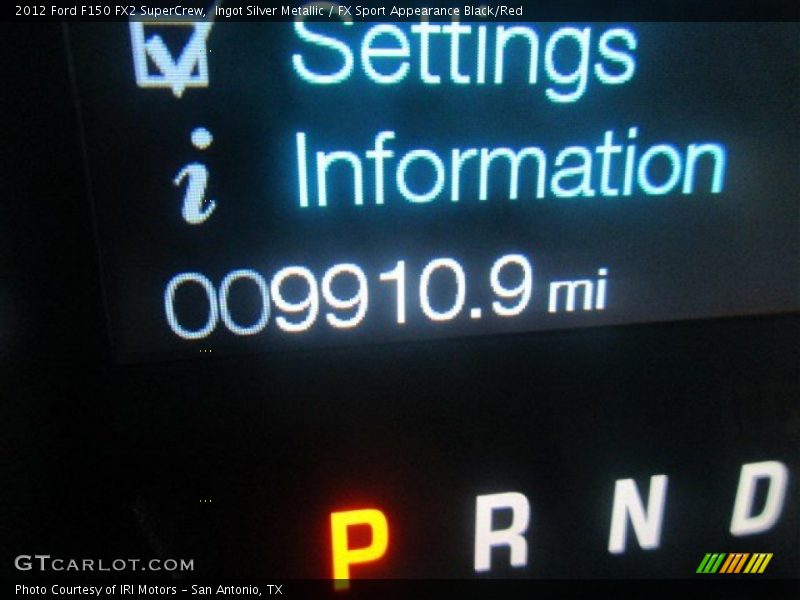 2012 Ford F150 FX2 SuperCrew, Ingot Silver Metallic / FX Sport Appearance Black/Red
Settings
i Information
009910.9 mi
P R N D
GTCARLOT.COM
Photo Courtesy of IRI Motors - San Antonio, TX